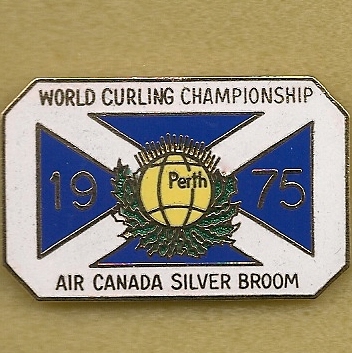 WORLD CURLING CHAMPIONSHIP
19 Perth 75
AIR CANADA SILVER BROOM